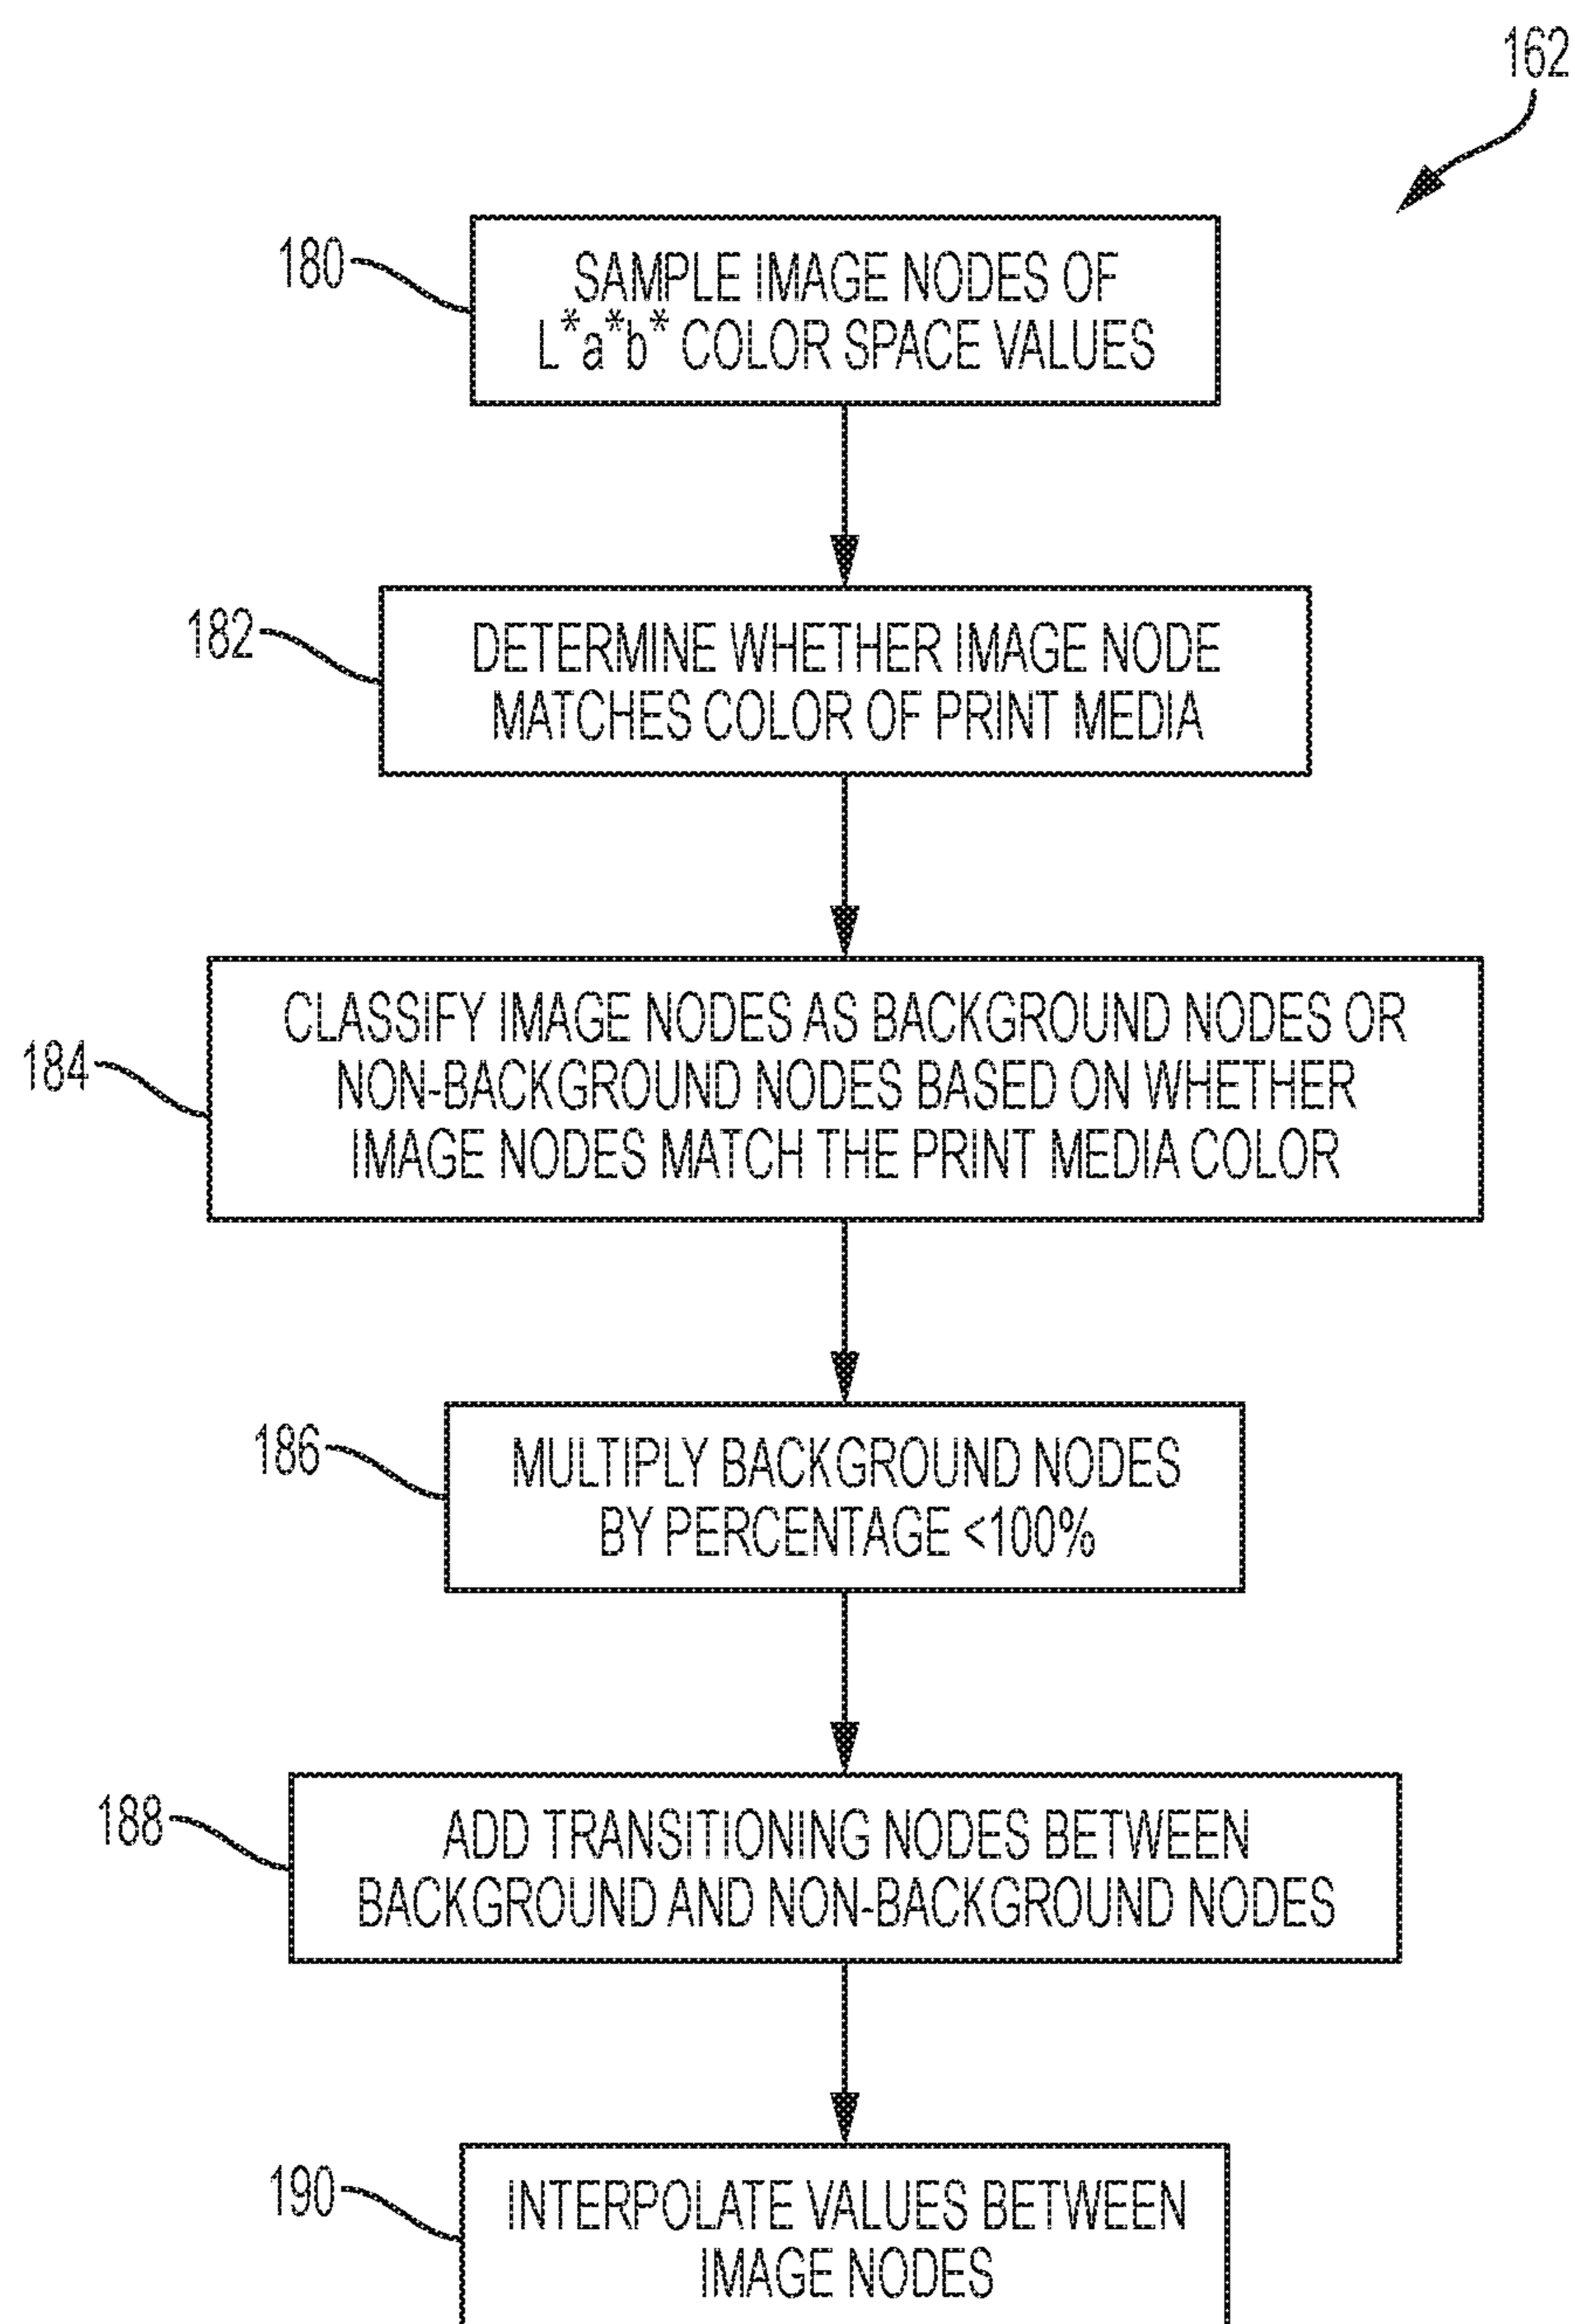 162
180
SAMPLE IMAGE NODES OF
L*a*b* COLOR SPACE VALUES
182
DETERMINE WHETHER IMAGE NODE
MATCHES COLOR OF PRINT MEDIA
184
CLASSIFY IMAGE NODES AS BACKGROUND NODES OR
NON-BACKGROUND NODES BASED ON WHETHER
IMAGE NODES MATCH THE PRINT MEDIA COLOR
186
MULTIPLY BACKGROUND NODES
BY PERCENTAGE <100%
188
ADD TRANSITIONING NODES BETWEEN
BACKGROUND AND NON-BACKGROUND NODES
190
INTERPOLATE VALUES BETWEEN
IMAGE NODES